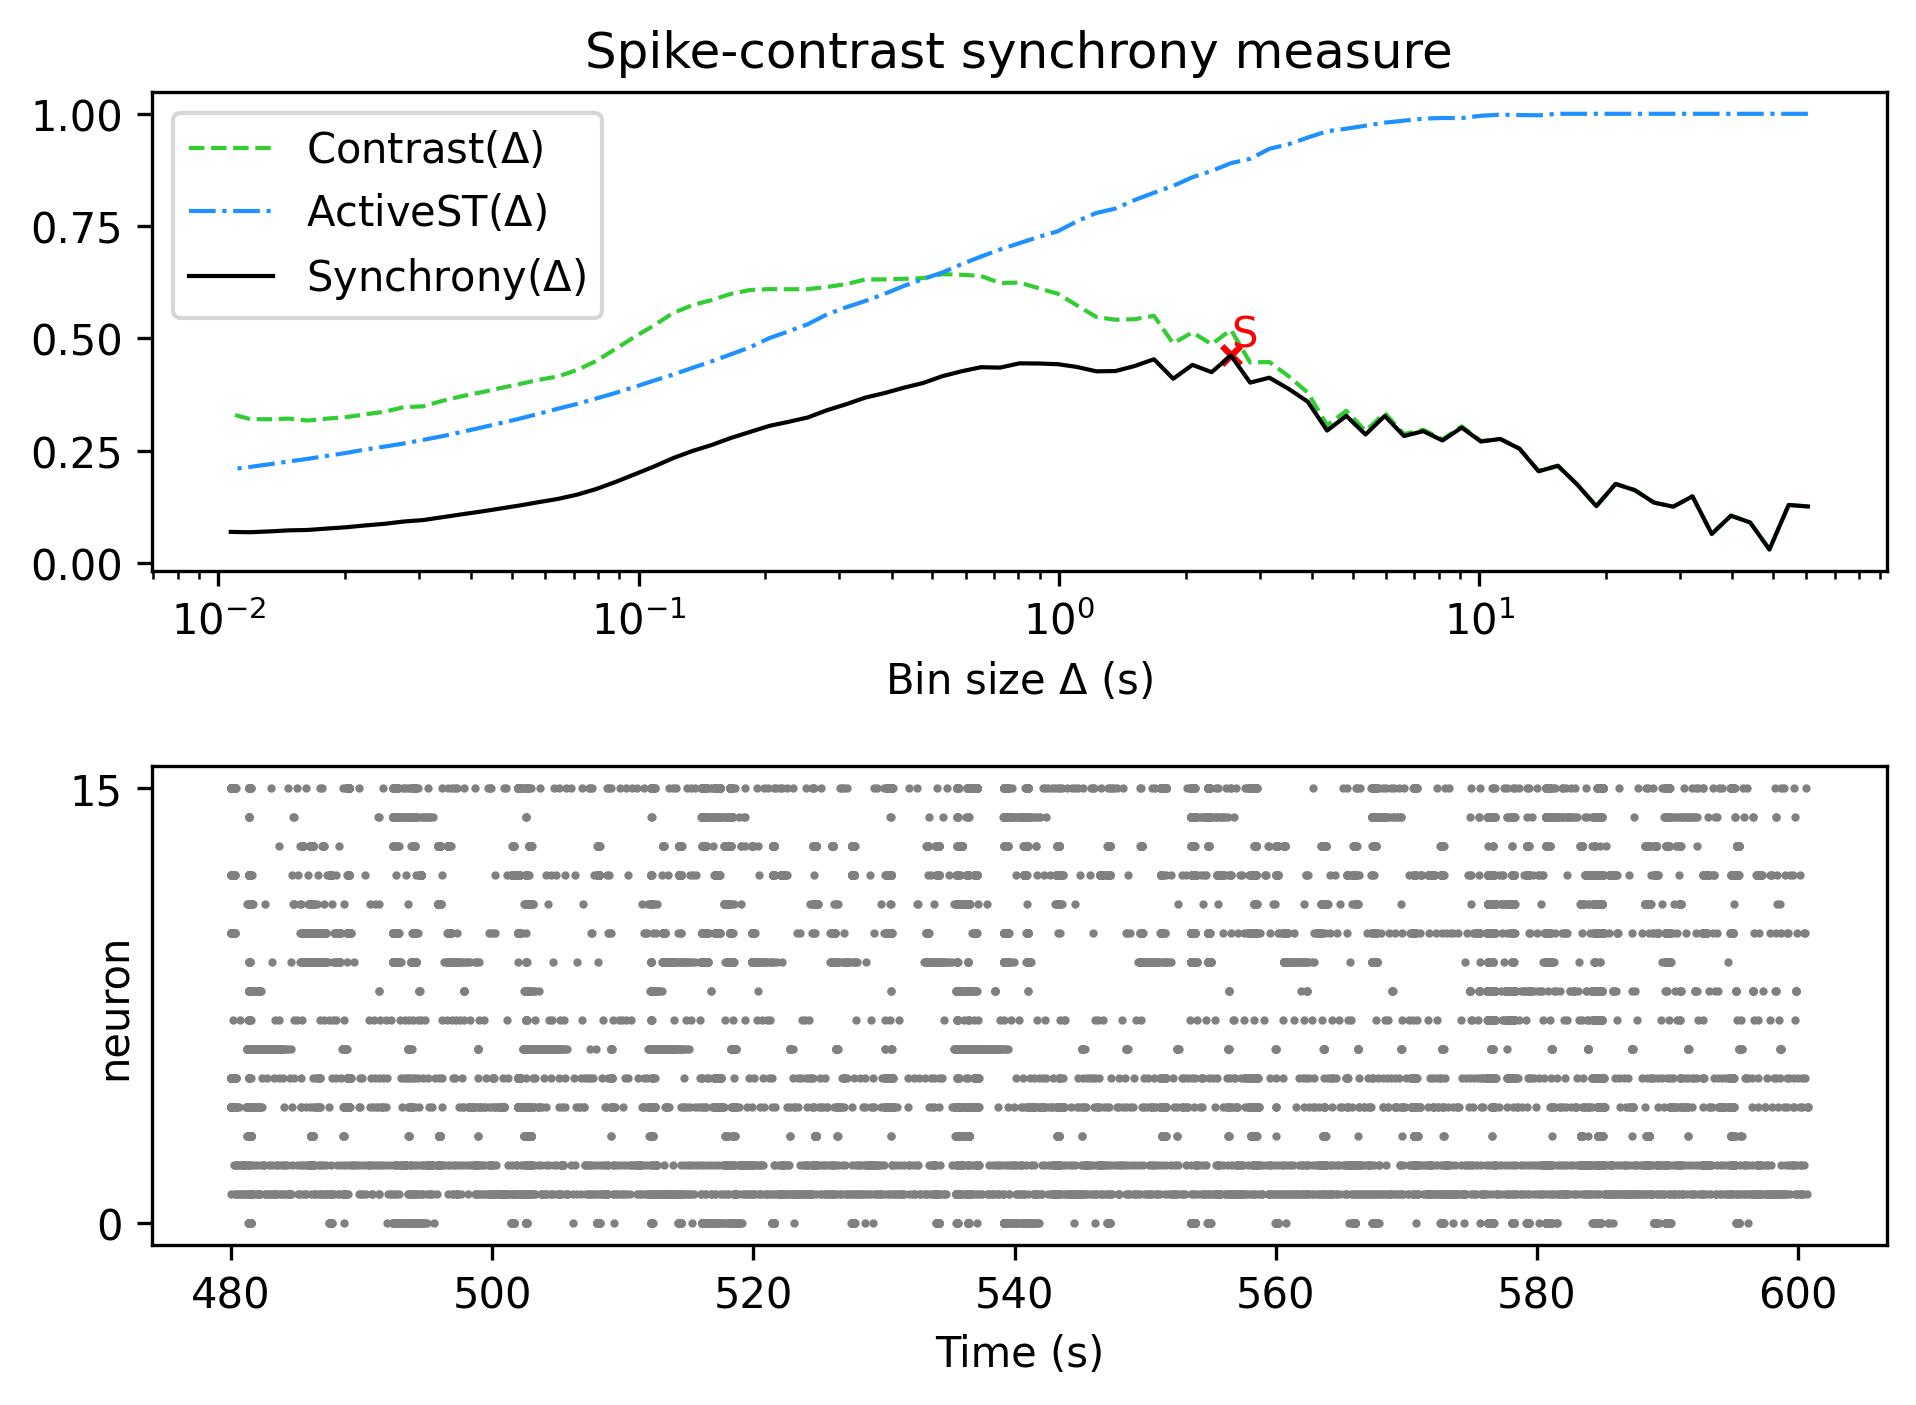 Spike-contrast synchrony measure
1.00
0.75
0.50
0.25
0.00
Contrast(Δ)
ActiveST(Δ)
Synchrony(Δ)
S
10⁻² 10⁻¹ 10⁰ 10¹
Bin size Δ (s)
15
0
neuron
480 500 520 540 560 580 600
Time (s)